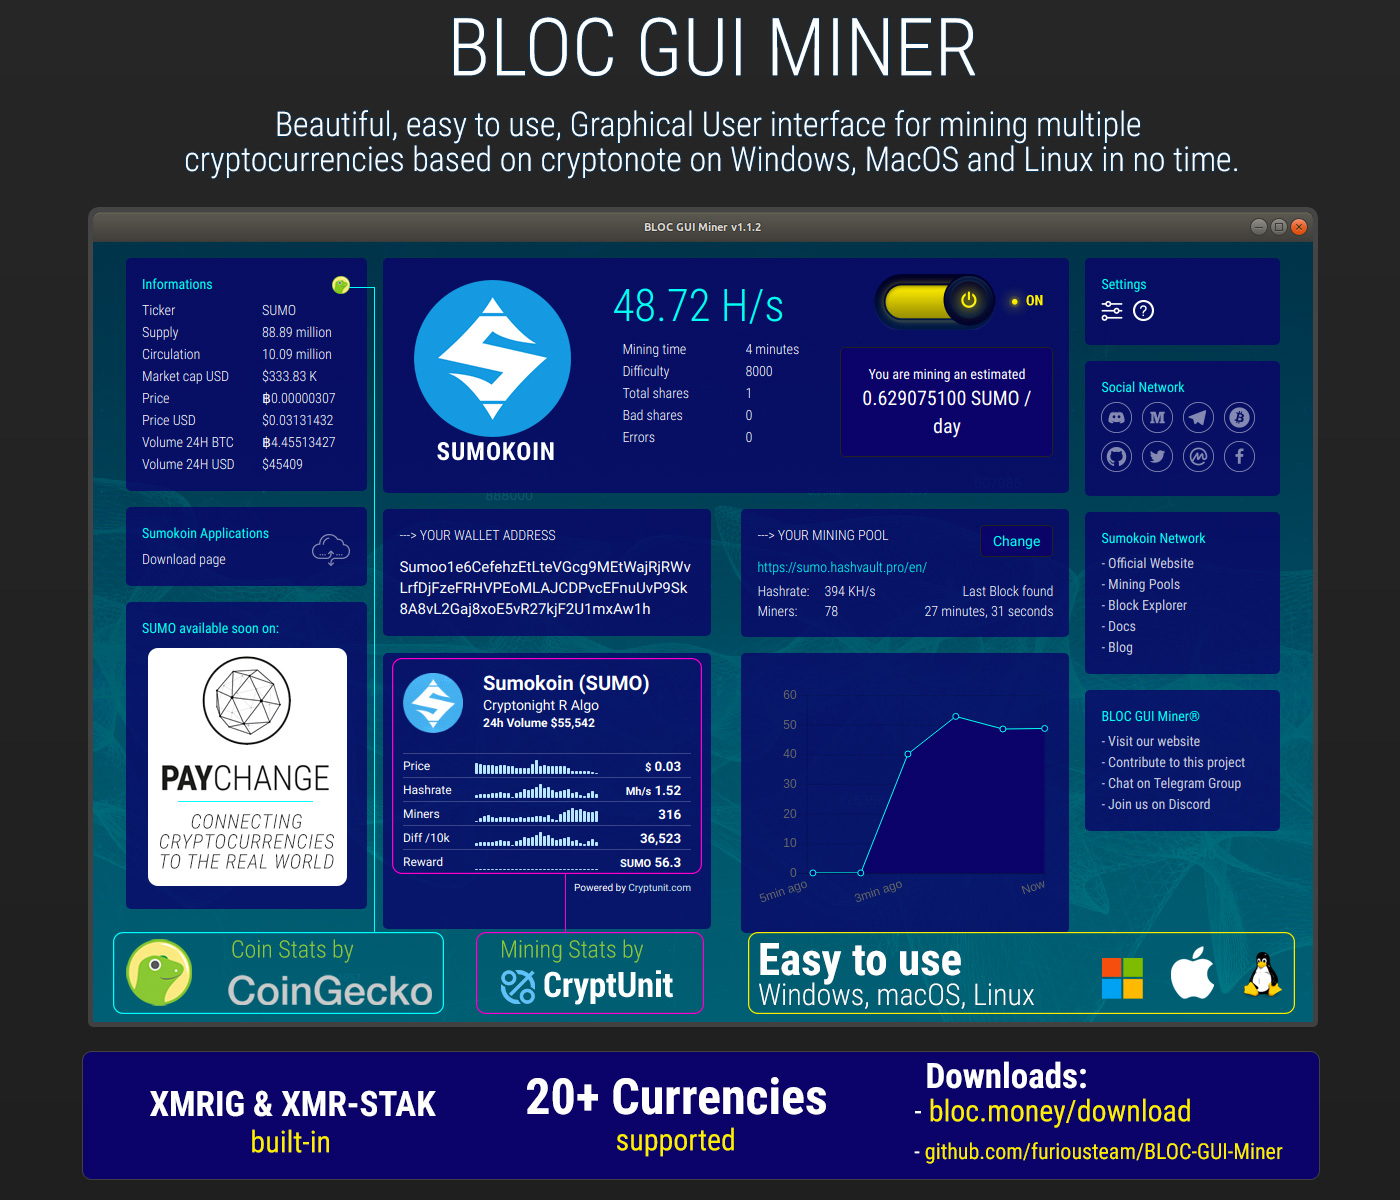 BLOC GUI MINER
Beautiful, easy to use, Graphical User interface for mining multiple
cryptocurrencies based on cryptonote on Windows, MacOS and Linux in no time.
BLOC GUI Miner v1.1.2
Informations
Ticker SUMO
Supply 88.89 million
Circulation 10.09 million
Market cap USD $333.83 K
Price ฿0.00000307
Price USD $0.03131432
Volume 24H BTC ฿4.45513427
Volume 24H USD $45409
Sumokoin Applications
Download page
SUMO available soon on:
PAYCHANGE
CONNECTING
CRYPTOCURRENCIES
TO THE REAL WORLD
SUMOKOIN
48.72 H/s
Mining time 4 minutes
Difficulty 8000
Total shares 1
Bad shares 0
Errors 0
ON
You are mining an estimated
0.629075100 SUMO /
day
888000
---> YOUR WALLET ADDRESS
Sumoo1e6CefehzEtLteVGcg9MEtWajRjRWv
LrfDjFzeFRHVPEoMLAJCDPvcEFnuUvP9Sk
8A8vL2Gaj8xoE5vR27kjF2U1mxAw1h
---> YOUR MINING POOL
Change
https://sumo.hashvault.pro/en/
Hashrate: 394 KH/s Last Block found
Miners: 78 27 minutes, 31 seconds
Sumokoin (SUMO)
Cryptonight R Algo
24h Volume $55,542
Price $ 0.03
Hashrate Mh/s 1.52
Miners 316
Diff /10k 36,523
Reward SUMO 56.3
Powered by Cryptunit.com
60
50
40
30
20
10
0
5min ago 3min ago Now
Settings
Social Network
Sumokoin Network
- Official Website
- Mining Pools
- Block Explorer
- Docs
- Blog
BLOC GUI Miner®
- Visit our website
- Contribute to this project
- Chat on Telegram Group
- Join us on Discord
Coin Stats by
CoinGecko
Mining Stats by
CryptUnit
Easy to use
Windows, macOS, Linux
XMRIG & XMR-STAK
built-in
20+ Currencies
supported
Downloads:
- bloc.money/download
- github.com/furiousteam/BLOC-GUI-Miner